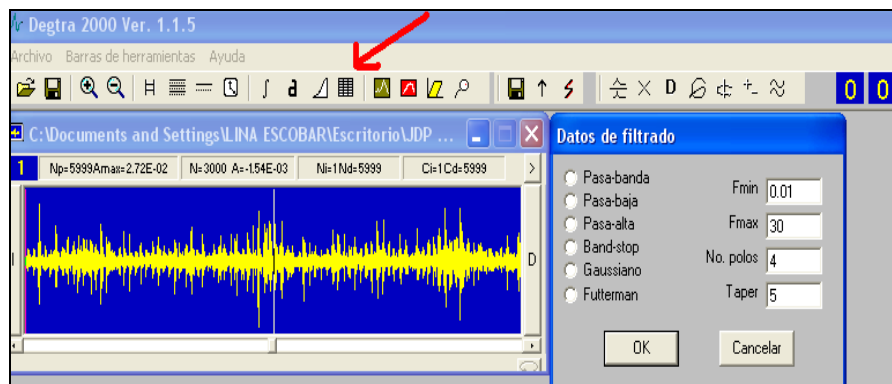 Degtra 2000 Ver. 1.1.5
Archivo Barras de herramientas Ayuda
a
D
0 0
C:\Documents and Settings\LINA ESCOBAR\Escritorio\JDP ...
1 Np=5999Amax=2.72E-02 N=3000 A=-1.54E-03 Ni=1Nd=5999 Ci=1Cd=5999 >
I D
Datos de filtrado
Pasa-banda
Pasa-baja
Pasa-alta
Band-stop
Gaussiano
Futterman
Fmin 0.01
Fmax 30
No. polos 4
Taper 5
OK Cancelar